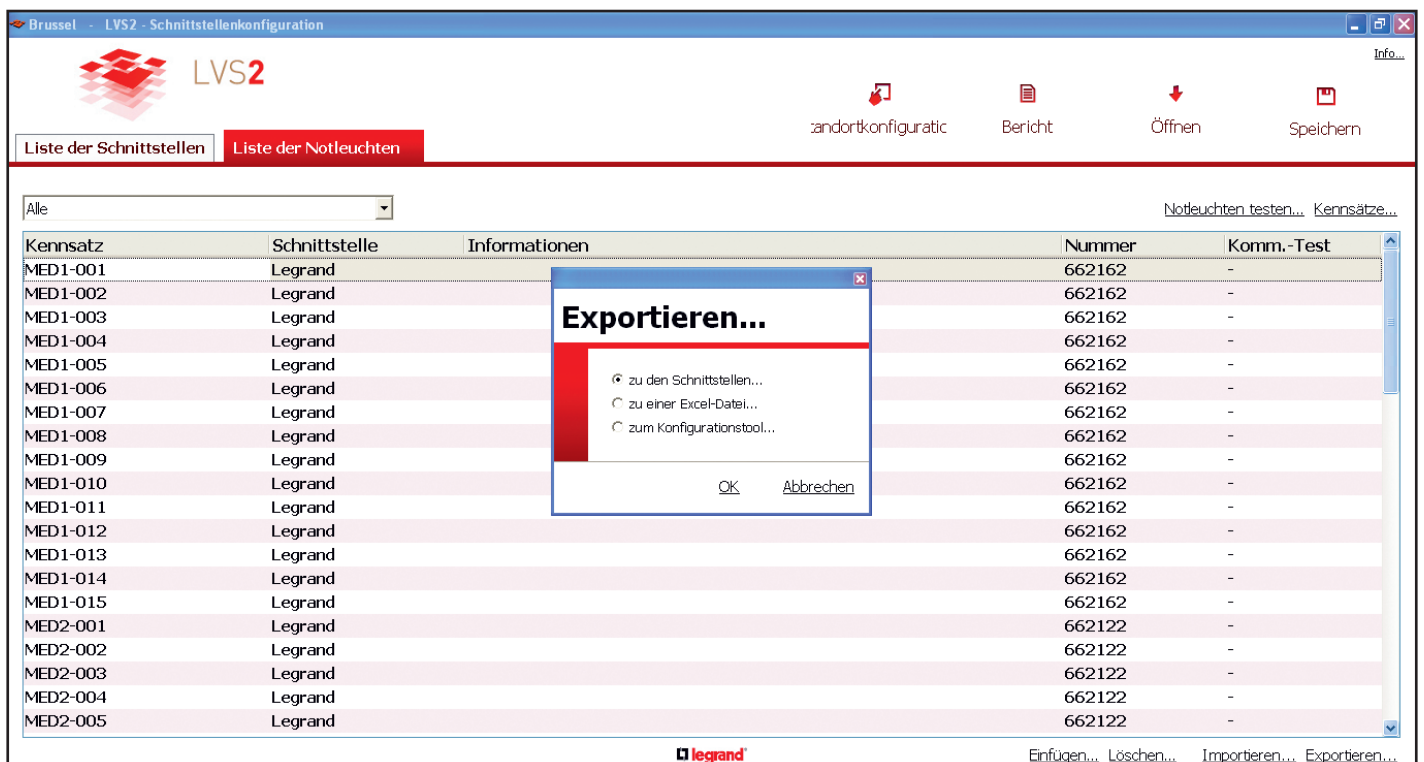 Brussel - LVS2 - Schnittstellenkonfiguration
Info...
LVS2
tandortkonfiguratic Bericht Öffnen Speichern
Liste der Schnittstellen Liste der Notleuchten
Alle Notleuchten testen... Kennsätze...
Kennsatz Schnittstelle Informationen Nummer Komm.-Test
MED1-001 Legrand 662162 -
MED1-002 Legrand 662162 -
MED1-003 Legrand 662162 -
MED1-004 Legrand 662162 -
MED1-005 Legrand 662162 -
MED1-006 Legrand 662162 -
MED1-007 Legrand 662162 -
MED1-008 Legrand 662162 -
MED1-009 Legrand 662162 -
MED1-010 Legrand 662162 -
MED1-011 Legrand 662162 -
MED1-012 Legrand 662162 -
MED1-013 Legrand 662162 -
MED1-014 Legrand 662162 -
MED1-015 Legrand 662162 -
MED2-001 Legrand 662122 -
MED2-002 Legrand 662122 -
MED2-003 Legrand 662122 -
MED2-004 Legrand 662122 -
MED2-005 Legrand 662122 -
Exportieren...
zu den Schnittstellen...
zu einer Excel-Datei...
zum Konfigurationstool...
OK Abbrechen
legrand
Einfügen... Löschen... Importieren... Exportieren...